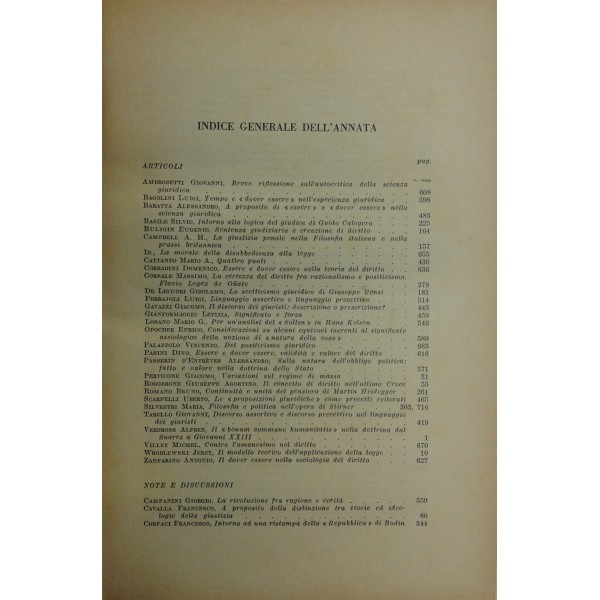 INDICE GENERALE DELL'ANNATA
pag.
ARTICOLI
AMBROSETTI GIOVANNI, Breve riflessione sull'autocritica della scienza
giuridica 608
BAGOLINI LUIGI, Tempo e «dover essere» nell'esperienza giuridica 598
BARATTA ALESSANDRO, A proposito di «essere» e «dover essere» nella
scienza giuridica 483
BASILE SILVIO, Intorno alla logica del giudice di Guido Calogero 225
BULYGIN EUGENIO, Sentenza giudiziaria e creazione di diritto 164
CAMPBELL A. H., La giustizia penale nella Filosofia italiana e nella
prassi britannica 157
ID., La morale della disubbedienza alla legge 655
CATTANEO MARIO A., Quattro punti 436
CORRADINI DOMENICO, Essere e dover essere nella teoria del diritto 636
CORSALE MASSIMO, La certezza del diritto fra razionalismo e positivismo.
Flavio Lopez de Oñate 278
DE LIGUORI GIROLAMO, Lo scetticismo giuridico di Giuseppe Rensi 181
FERRAJOLI LUIGI, Linguaggio assertivo e linguaggio precettivo 514
GAVAZZI GIACOMO, Il discorso dei giuristi: descrizione o prescrizione? 443
GIANFORMAGGIO LETIZIA, Significato e forza 459
LOSANO MARIO G., Per un'analisi del «Sollen» in Hans Kelsen 546
OPOCHER ENRICO, Considerazioni su alcuni equivoci inerenti al significato
assiologico della nozione di «natura della cosa» 589
PALAZZOLO VINCENZO, Del positivismo giuridico 683
PASINI DINO, Essere e dover essere, validità e valore del diritto 616
PASSERIN D'ENTRÈVES ALESSANDRO, Sulla natura dell'obbligo politico:
fatto e valore nella dottrina dello Stato 571
PERTICONE GIACOMO, Variazioni sul regime di massa 31
ROGGERONE GIUSEPPE AGOSTINO, Il concetto di diritto nell'ultimo Croce 55
ROMANO BRUNO, Continuità e unità del pensiero di Martin Heidegger 261
SCARPELLI UBERTO, Le «proposizioni giuridiche» come precetti reiterati 465
SILVESTRI MARIA, Filosofia e politica nell'opera di Stirner 303, 716
TARELLO GIOVANNI, Discorso assertivo e discorso precettivo nel linguaggio
dei giuristi 419
VERDROSS ALFRED, Il «bonum commune humanitatis» nella dottrina dal
Suarèz a Giovanni XXIII 1
VILLEY MICHEL, Contro l'umanesimo nel diritto 670
WRÓBLEWSKI JERZY, Il modello teorico dell'applicazione della legge 10
ZANFARINO ANTONIO, Il dover essere nella sociologia del diritto 627
NOTE E DISCUSSIONI
CAMPANINI GIORGIO, La rivoluzione fra ragione e verità 359
CAVALLA FRANCESCO, A proposito della distinzione tra teorie ed ideo-
logie della giustizia 86
CORPACI FRANCESCO, Intorno ad una ristampa della «Repubblica» di Bodin 344